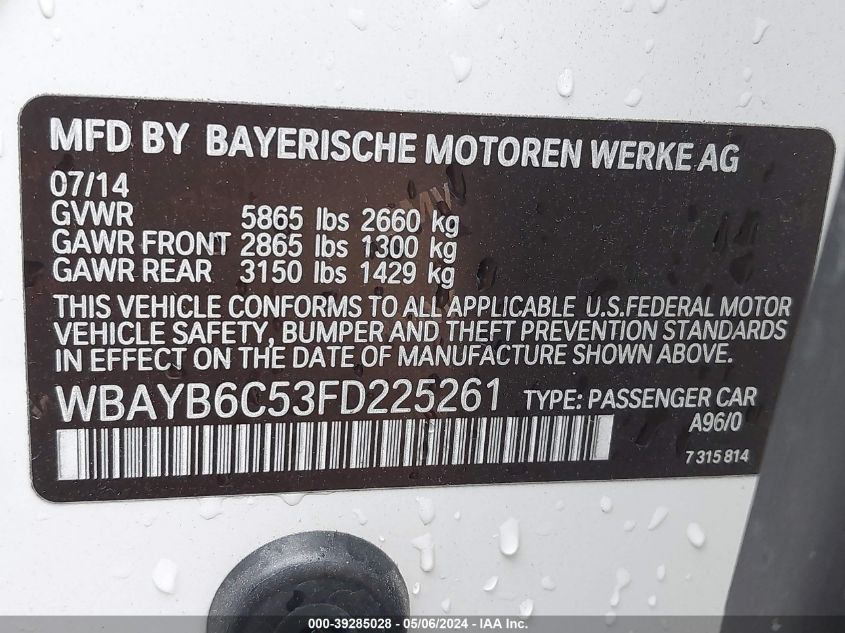 MFD BY BAYERISCHE MOTOREN WERKE AG
07/14
GVWR 5865 lbs 2660 kg
GAWR FRONT 2865 lbs 1300 kg
GAWR REAR 3150 lbs 1429 kg
THIS VEHICLE CONFORMS TO ALL APPLICABLE U.S.FEDERAL MOTOR
VEHICLE SAFETY, BUMPER AND THEFT PREVENTION STANDARDS
IN EFFECT ON THE DATE OF MANUFACTURE SHOWN ABOVE.
WBAYB6C53FD225261 TYPE: PASSENGER CAR
A96/0
7 315 814
000-39285028 - 05/06/2024 - IAA Inc.